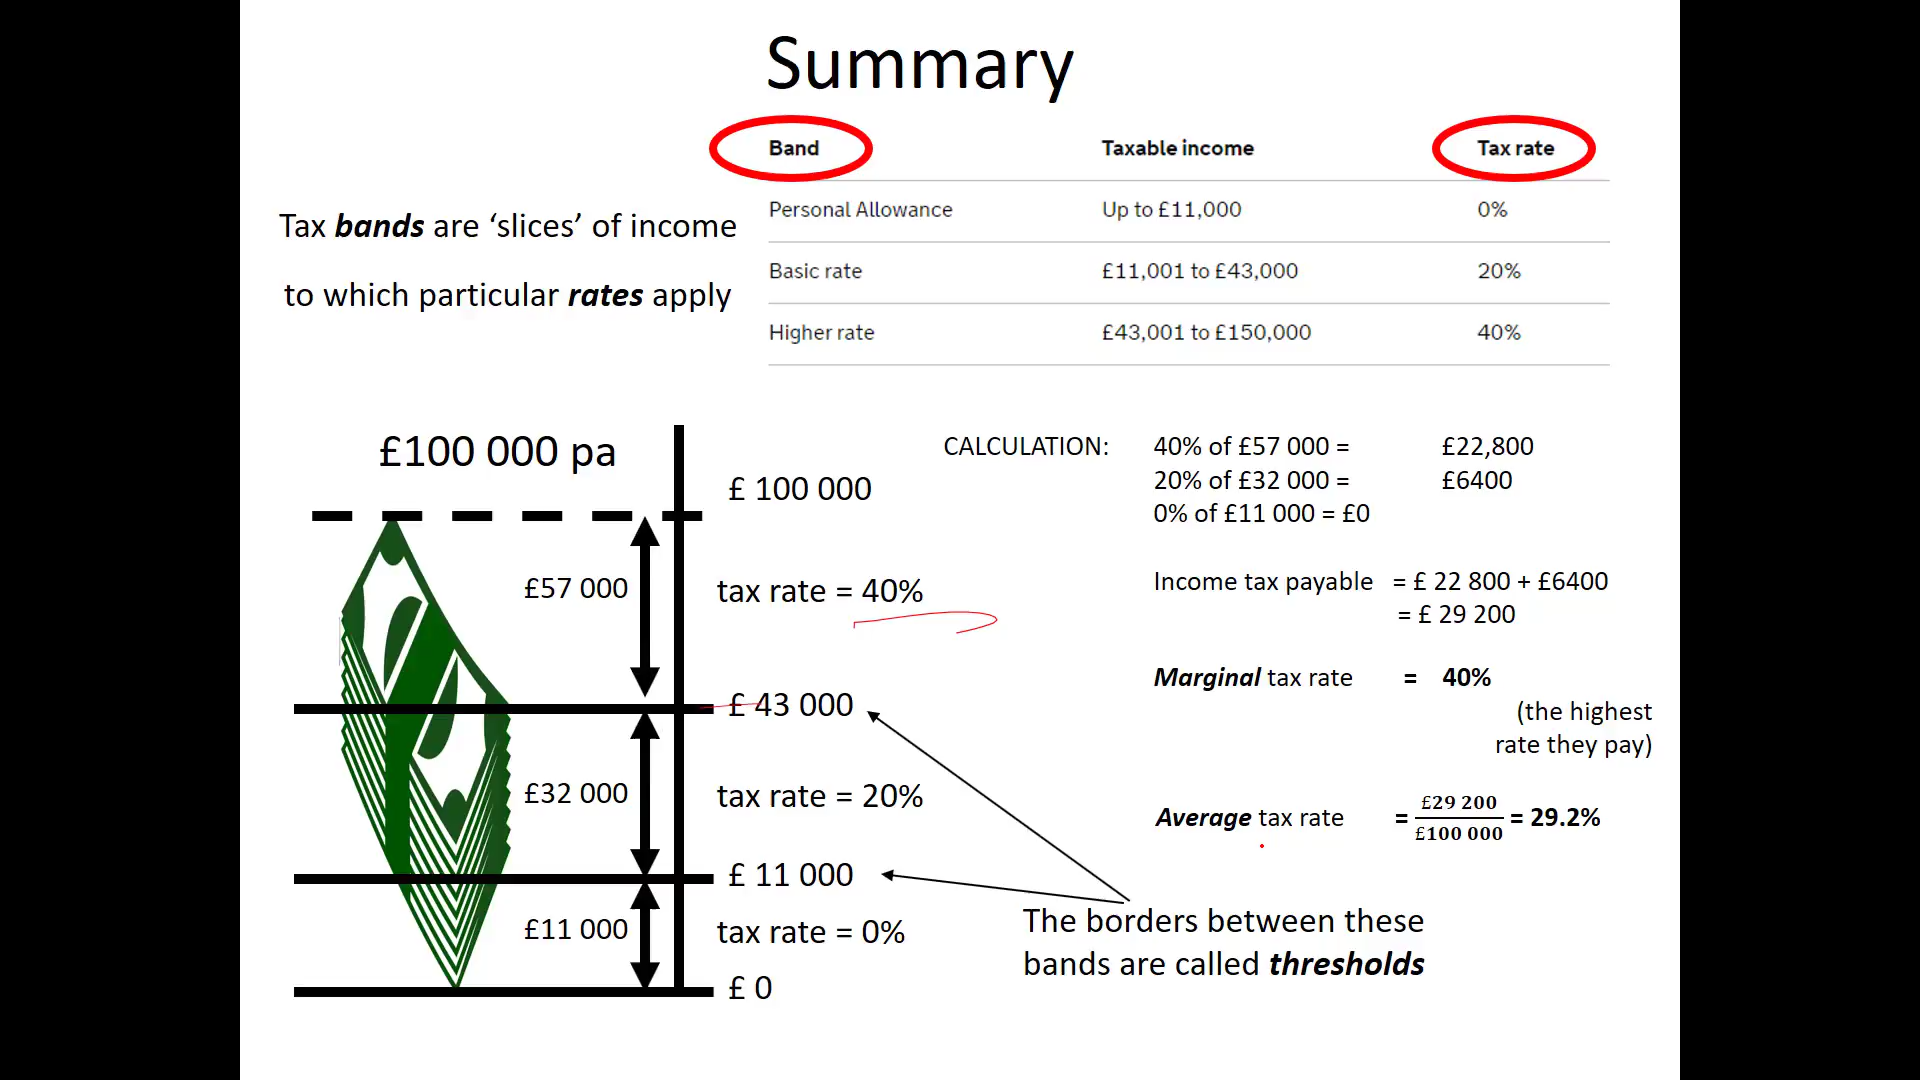 Summary
Band Taxable income Tax rate
Personal Allowance Up to £11,000 0%
Basic rate £11,001 to £43,000 20%
Higher rate £43,001 to £150,000 40%
Tax bands are ‘slices’ of income
to which particular rates apply
£100 000 pa
£ 100 000
£57 000
tax rate = 40%
£ 43 000
£32 000
tax rate = 20%
£ 11 000
£11 000
tax rate = 0%
£ 0
CALCULATION: 40% of £57 000 = £22,800
20% of £32 000 = £6400
0% of £11 000 = £0
Income tax payable = £ 22 800 + £6400
= £ 29 200
Marginal tax rate = 40%
(the highest
rate they pay)
Average tax rate = £29 200 / £100 000 = 29.2%
The borders between these
bands are called thresholds